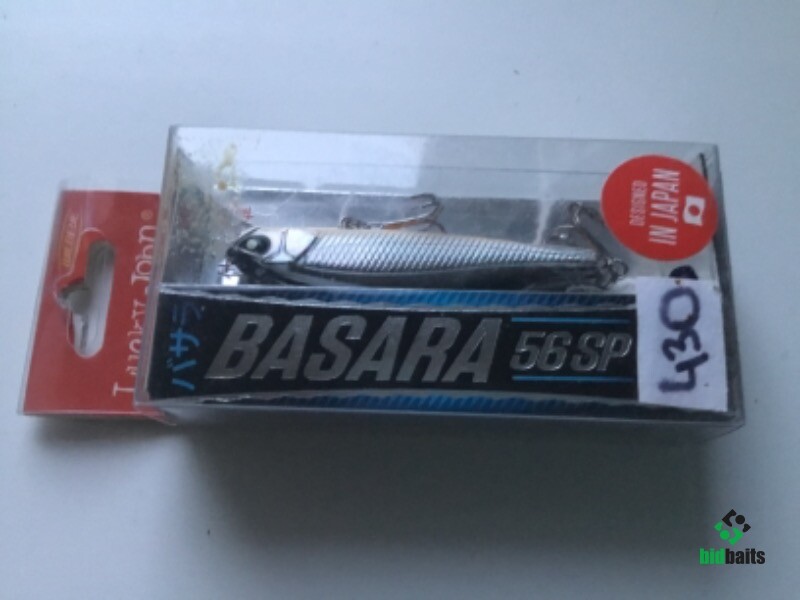 Lucky John®
DESIGNED
IN JAPAN
バサラ
BASARA
56SP
430
bidbaits